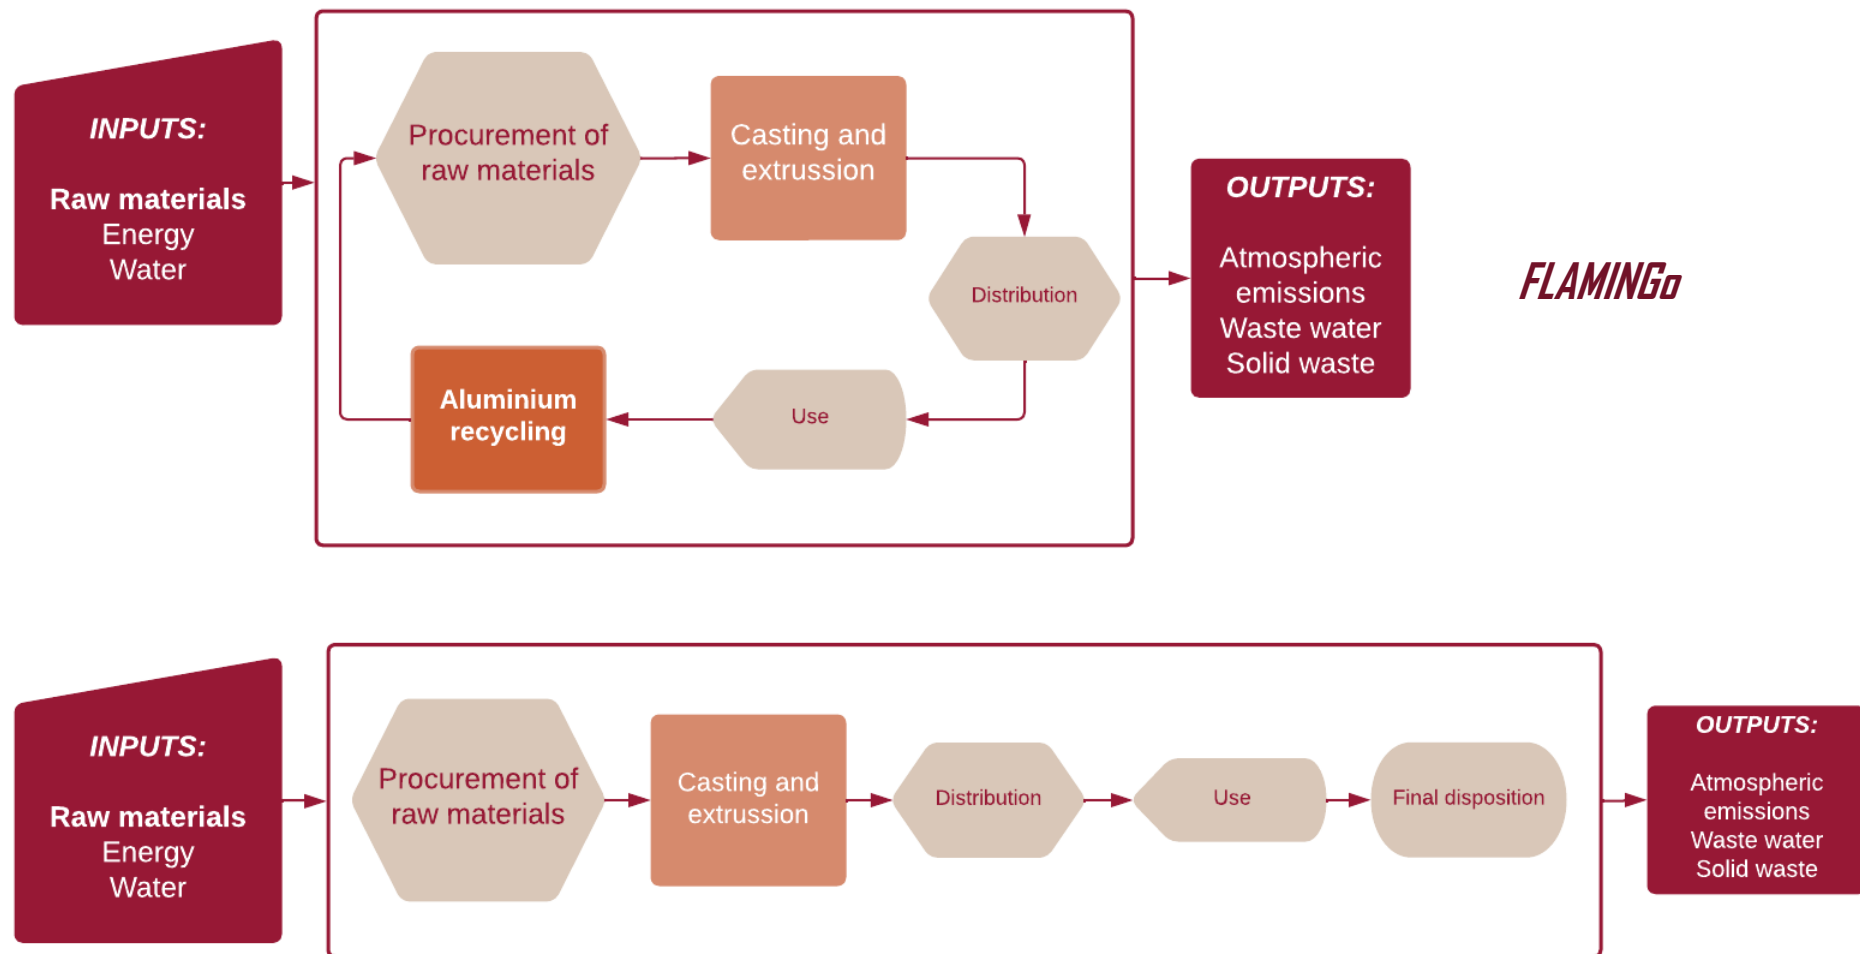 INPUTS:
Raw materials
Energy
Water
Procurement of
raw materials
Casting and
extrussion
Distribution
Use
Aluminium
recycling
OUTPUTS:
Atmospheric
emissions
Waste water
Solid waste
FLAMINGo
INPUTS:
Raw materials
Energy
Water
Procurement of
raw materials
Casting and
extrussion
Distribution
Use
Final disposition
OUTPUTS:
Atmospheric
emissions
Waste water
Solid waste